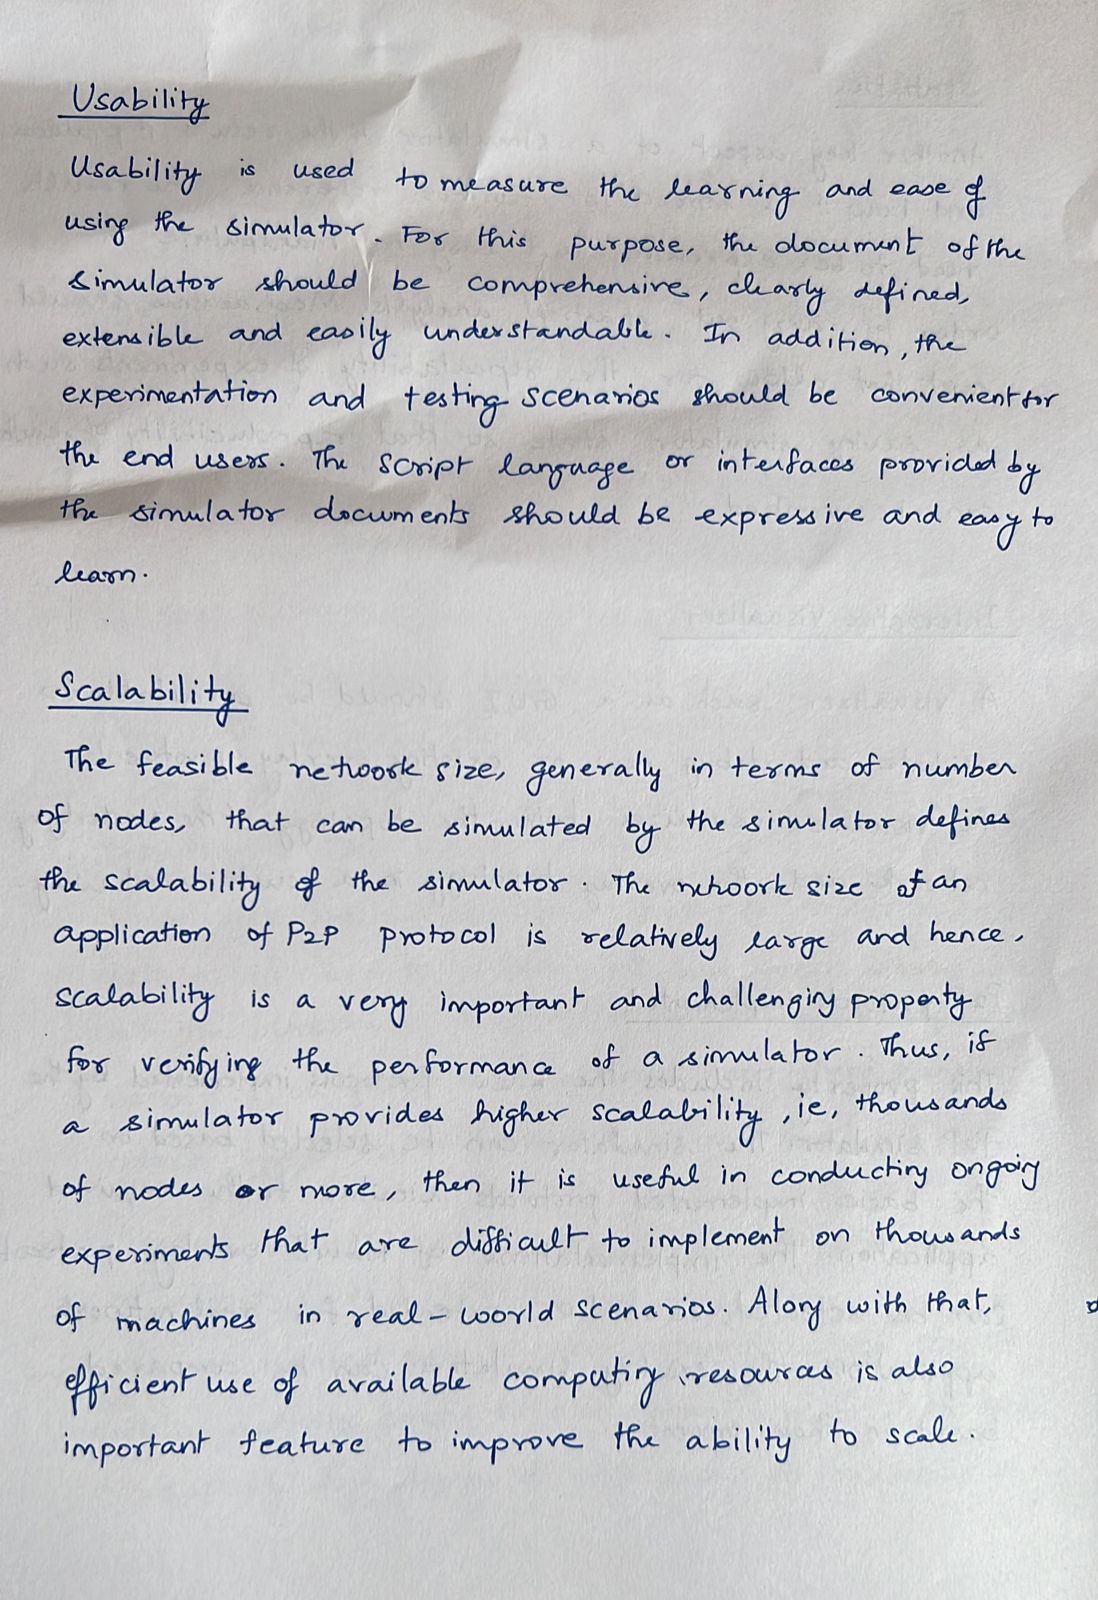 Usability
Usability is used to measure the learning and ease of
using the simulator. For this purpose, the document of the
simulator should be comprehensive, clearly defined,
extensible and easily understandable. In addition, the
experimentation and testing scenarios should be convenient for
the end users. The script language or interfaces provided by
the simulator documents should be expressive and easy to
learn.
Scalability
The feasible network size, generally in terms of number
of nodes, that can be simulated by the simulator defines
the scalability of the simulator. The network size of an
application of P2P protocol is relatively large and hence,
scalability is a very important and challenging property
for verifying the performance of a simulator. Thus, if
a simulator provides higher scalability, ie, thousands
of nodes or more, then it is useful in conducting ongoing
experiments that are difficult to implement on thousands
of machines in real-world scenarios. Along with that,
efficient use of available computing resources is also
important feature to improve the ability to scale.